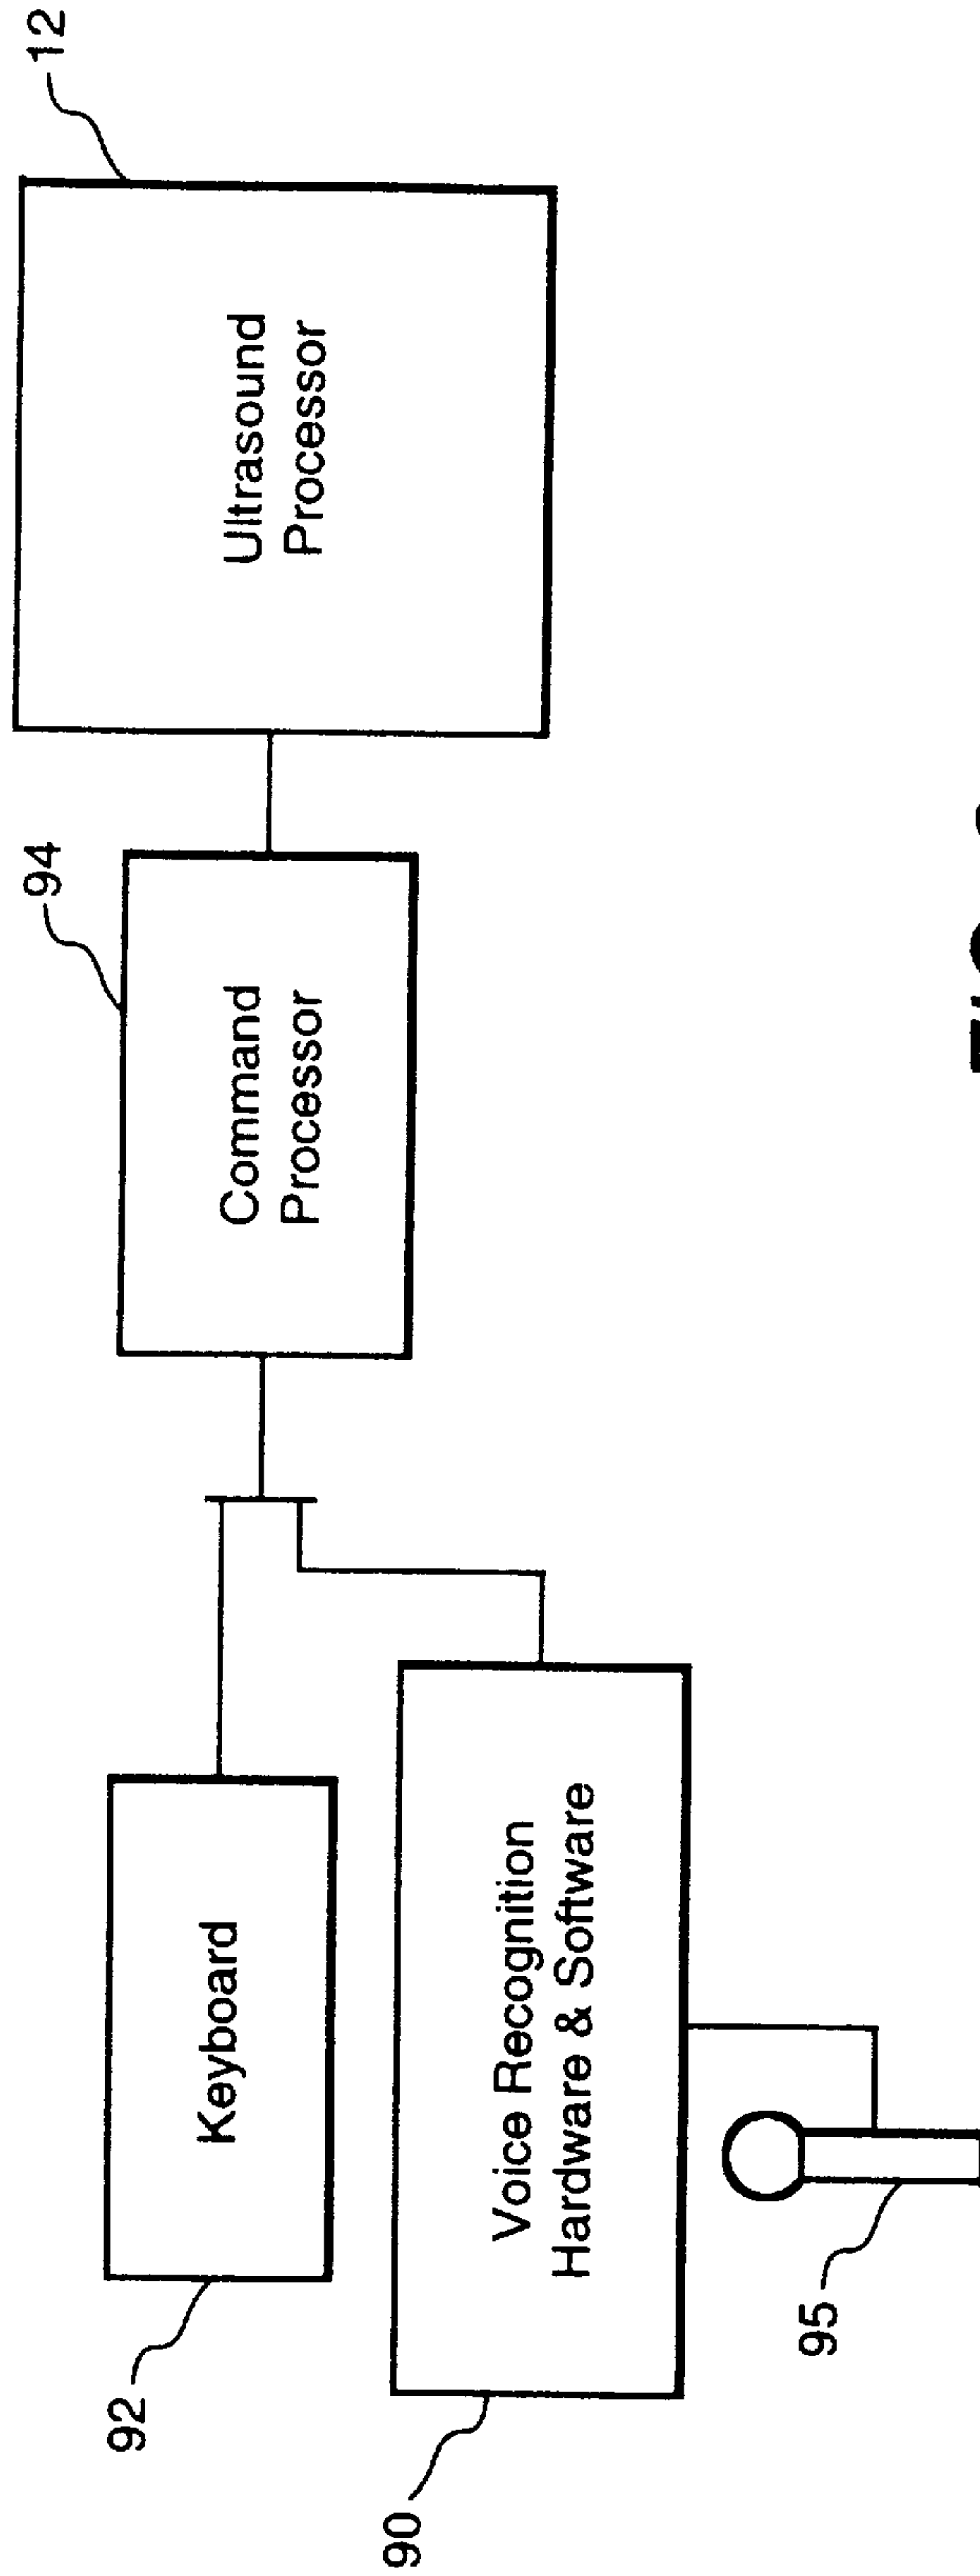 12
Ultrasound
Processor
94
Command
Processor
Keyboard
92
Voice Recognition
Hardware & Software
90
95